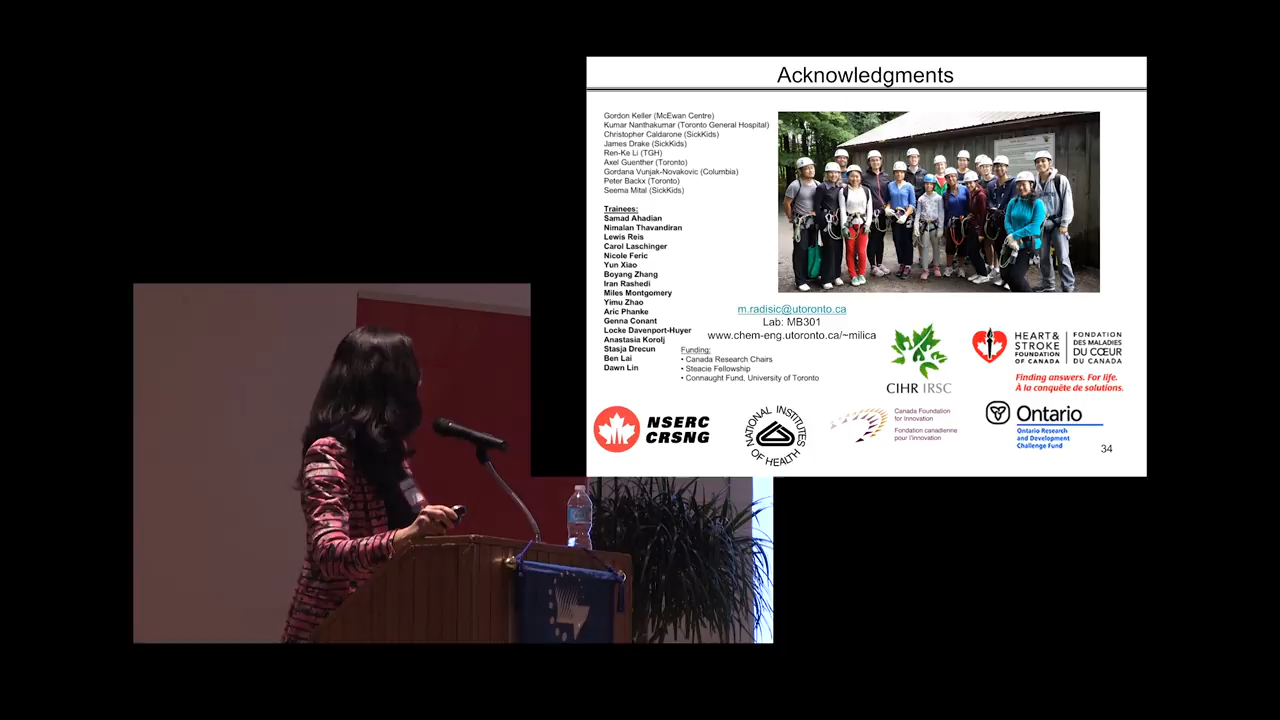 Acknowledgments
Gordon Keller (McEwan Centre)
Kumar Nanthakumar (Toronto General Hospital)
Christopher Caldarone (SickKids)
James Drake (SickKids)
Ren-Ke Li (TGH)
Axel Guenther (Toronto)
Gordana Vunjak-Novakovic (Columbia)
Peter Backx (Toronto)
Seema Mital (SickKids)
Trainees:
Samad Ahadian
Nimalan Thavandiran
Lewis Reis
Carol Laschinger
Nicole Feric
Yun Xiao
Boyang Zhang
Iran Rashedi
Miles Montgomery
Yimu Zhao
Aric Phanke
Genna Conant
Locke Davenport-Huyer
Anastasia Korolj
Stasja Drecun
Ben Lai
Dawn Lin
m.radisic@utoronto.ca
Lab: MB301
www.chem-eng.utoronto.ca/~milica
Funding:
• Canada Research Chairs
• Steacie Fellowship
• Connaught Fund, University of Toronto
CIHR IRSC
HEART &
STROKE
FOUNDATION
OF CANADA
FONDATION
DES MALADIES
DU CŒUR
DU CANADA
Finding answers. For life.
À la conquête de solutions.
NSERC
CRSNG
NATIONAL INSTITUTES
OF HEALTH
Canada Foundation
for Innovation
Fondation canadienne
pour l'innovation
Ontario
Ontario Research
and Development
Challenge Fund
34